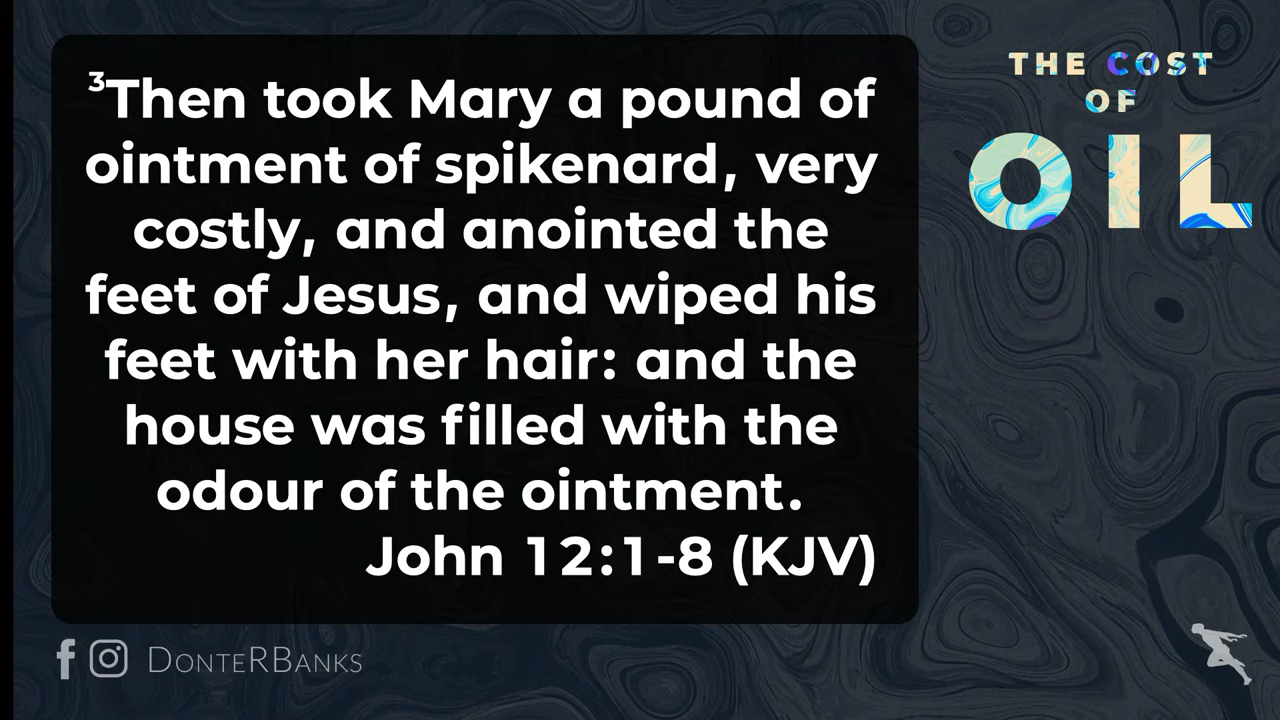 ³Then took Mary a pound of
ointment of spikenard, very
costly, and anointed the
feet of Jesus, and wiped his
feet with her hair: and the
house was filled with the
odour of the ointment.
John 12:1-8 (KJV)
THE COST
OF
OIL
DonteRBanks